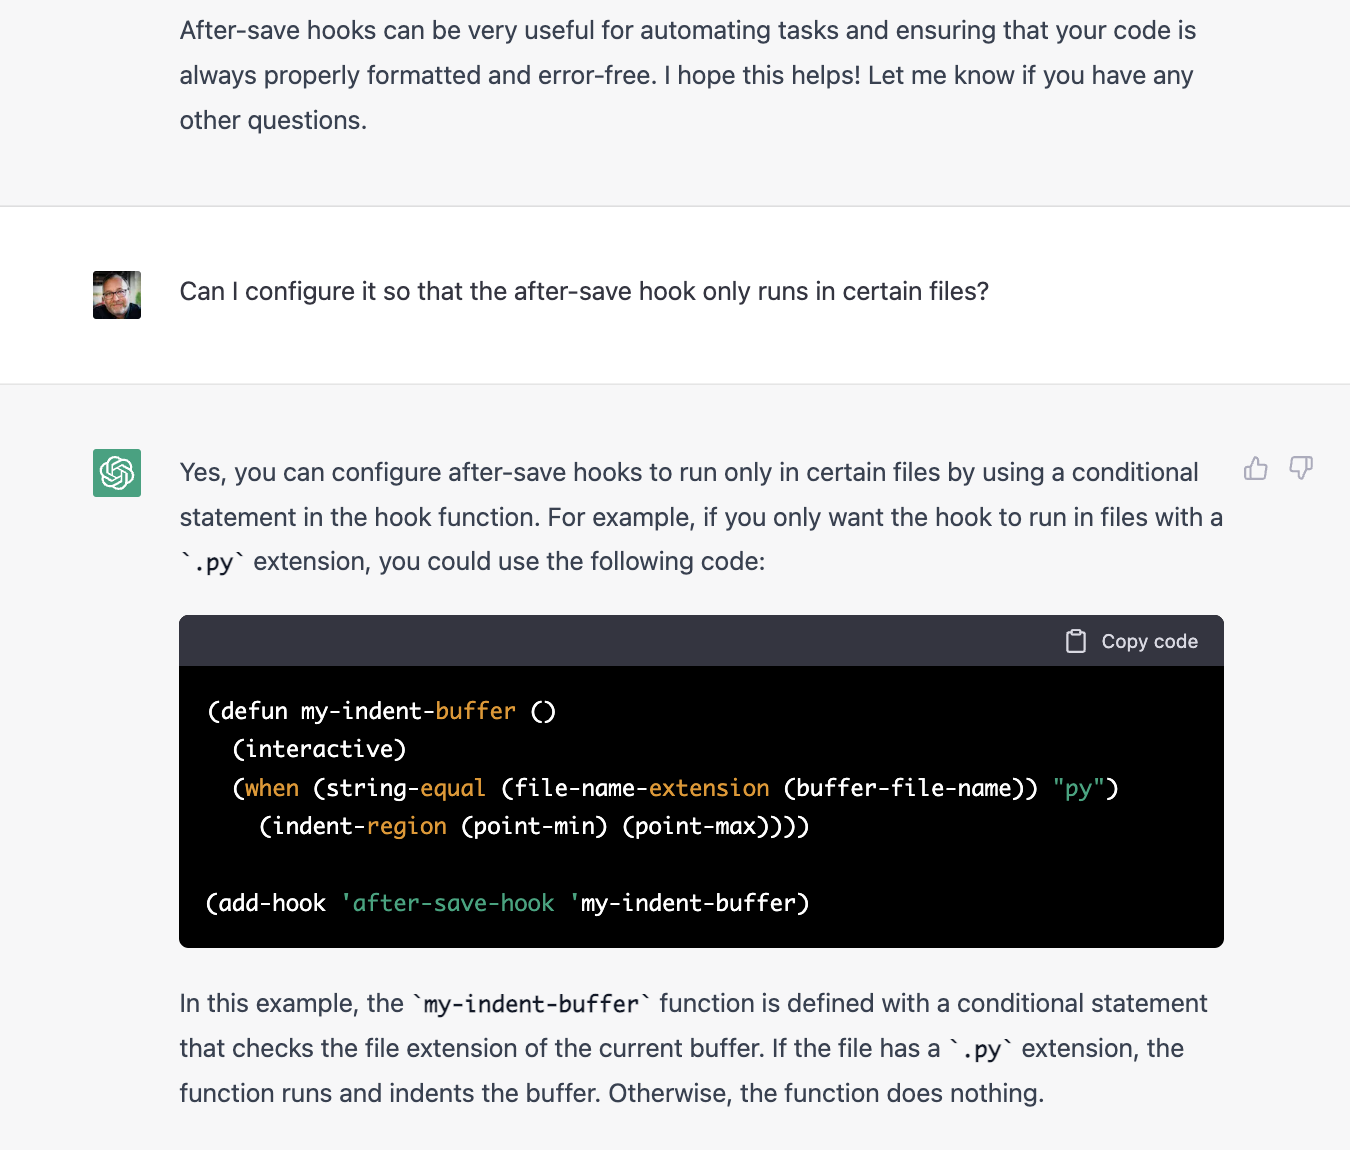 After-save hooks can be very useful for automating tasks and ensuring that your code is
always properly formatted and error-free. I hope this helps! Let me know if you have any
other questions.
Can I configure it so that the after-save hook only runs in certain files?
Yes, you can configure after-save hooks to run only in certain files by using a conditional
statement in the hook function. For example, if you only want the hook to run in files with a
`.py` extension, you could use the following code:
Copy code
(defun my-indent-buffer ()
  (interactive)
  (when (string-equal (file-name-extension (buffer-file-name)) "py")
    (indent-region (point-min) (point-max))))
(add-hook 'after-save-hook 'my-indent-buffer)
In this example, the `my-indent-buffer` function is defined with a conditional statement
that checks the file extension of the current buffer. If the file has a `.py` extension, the
function runs and indents the buffer. Otherwise, the function does nothing.